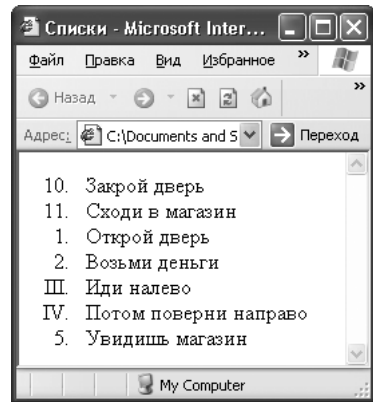 Списки - Microsoft Inter...
Файл Правка Вид Избранное »
Назад »
Адрес: C:\Documents and S Переход
10. Закрой дверь
11. Сходи в магазин
1. Открой дверь
2. Возьми деньги
III. Иди налево
IV. Потом поверни направо
5. Увидишь магазин
My Computer